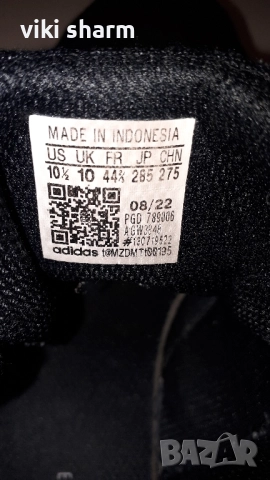 viki sharm
MADE IN INDONESIA
US UK FR JP CHN
10½ 10 44⅔ 285 275
08/22
PGD 789006
adidas
BAZAR